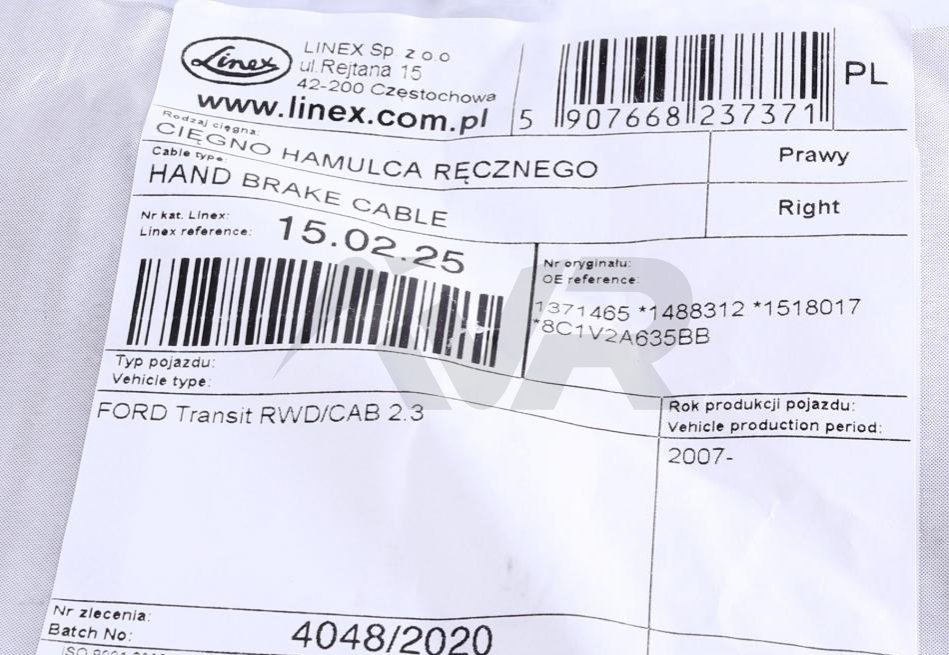 Linex
LINEX Sp z o.o
ul.Rejtana 15
42-200 Częstochowa
www.linex.com.pl
5 907668 237371
PL
Rodzaj cięgna:
CIĘGNO HAMULCA RĘCZNEGO
Prawy
Cable type:
HAND BRAKE CABLE
Right
Nr kat. Linex:
Linex reference:
15.02.25
Nr oryginału:
OE reference:
1371465 *1488312 *1518017
*8C1V2A635BB
Typ pojazdu:
Vehicle type:
FORD Transit RWD/CAB 2.3
Rok produkcji pojazdu:
Vehicle production period:
2007-
Nr zlecenia:
Batch No:
4048/2020